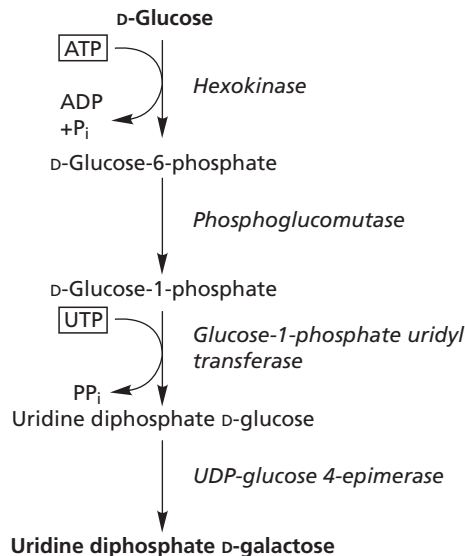 D-Glucose
ATP
Hexokinase
ADP
+Pi
D-Glucose-6-phosphate
Phosphoglucomutase
D-Glucose-1-phosphate
UTP
Glucose-1-phosphate uridyl
transferase
PPi
Uridine diphosphate D-glucose
UDP-glucose 4-epimerase
Uridine diphosphate D-galactose